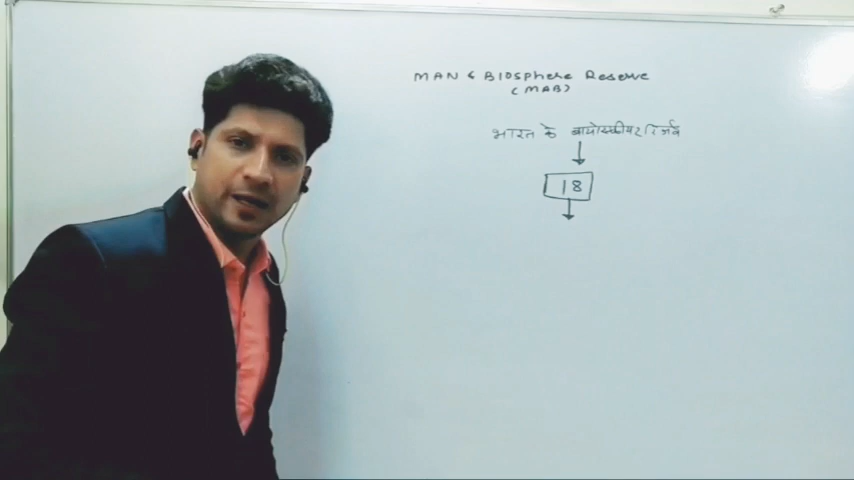 MAN & BIOSphere Reserve
(MAB)
भारत के बायोस्फीयर रिजर्व
18